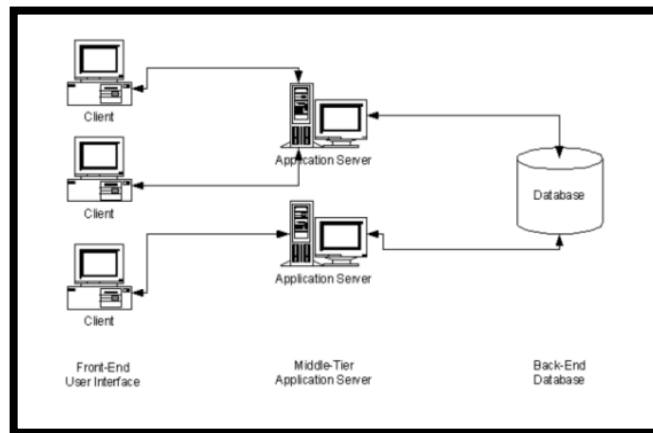 Client
Application Server
Client
Database
Application Server
Client
Front-End
User Interface
Middle-Tier
Application Server
Back-End
Database